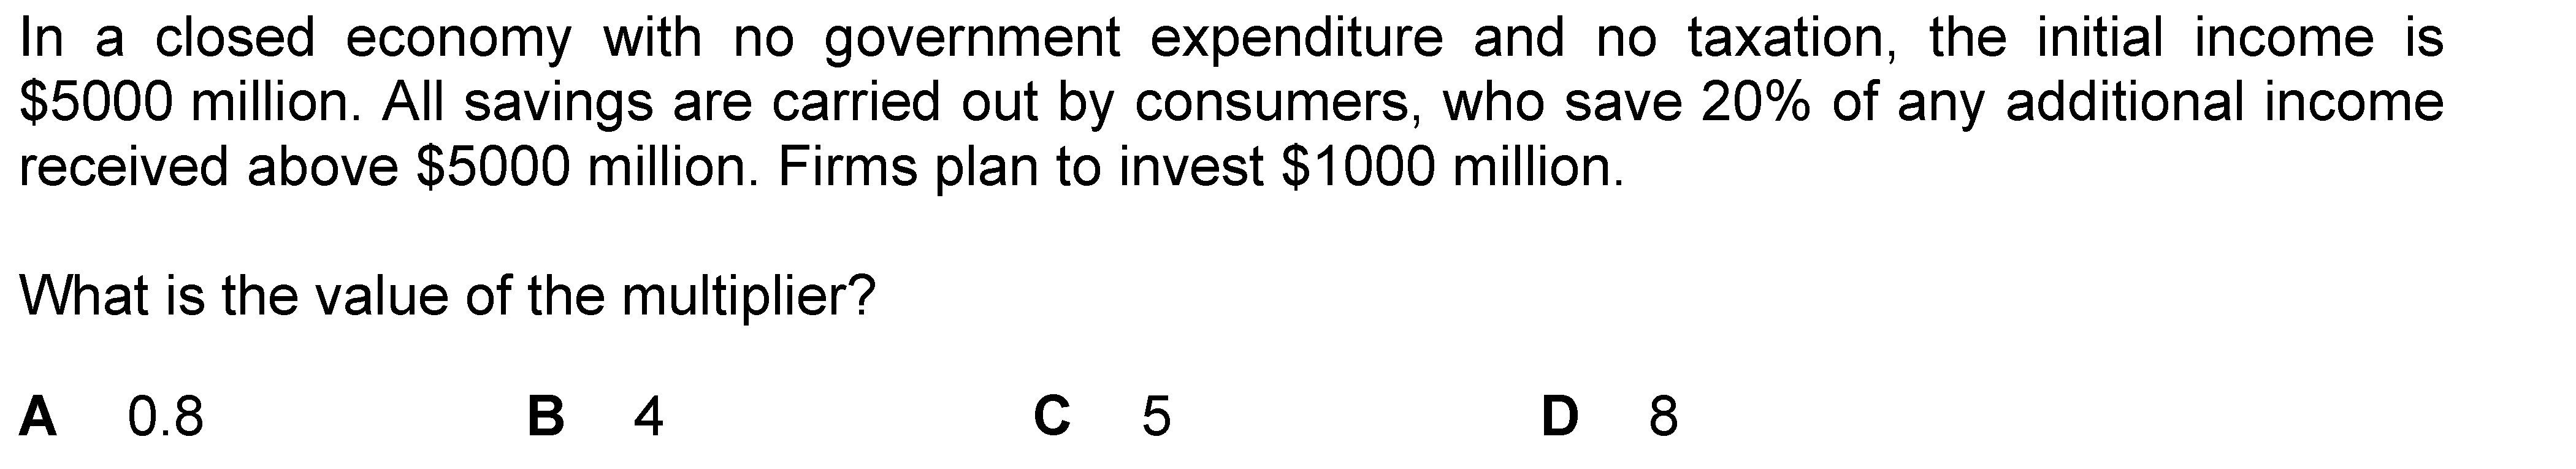 In a closed economy with no government expenditure and no taxation, the initial income is
$5000 million. All savings are carried out by consumers, who save 20% of any additional income
received above $5000 million. Firms plan to invest $1000 million.
What is the value of the multiplier?
A 0.8 B 4 C 5 D 8